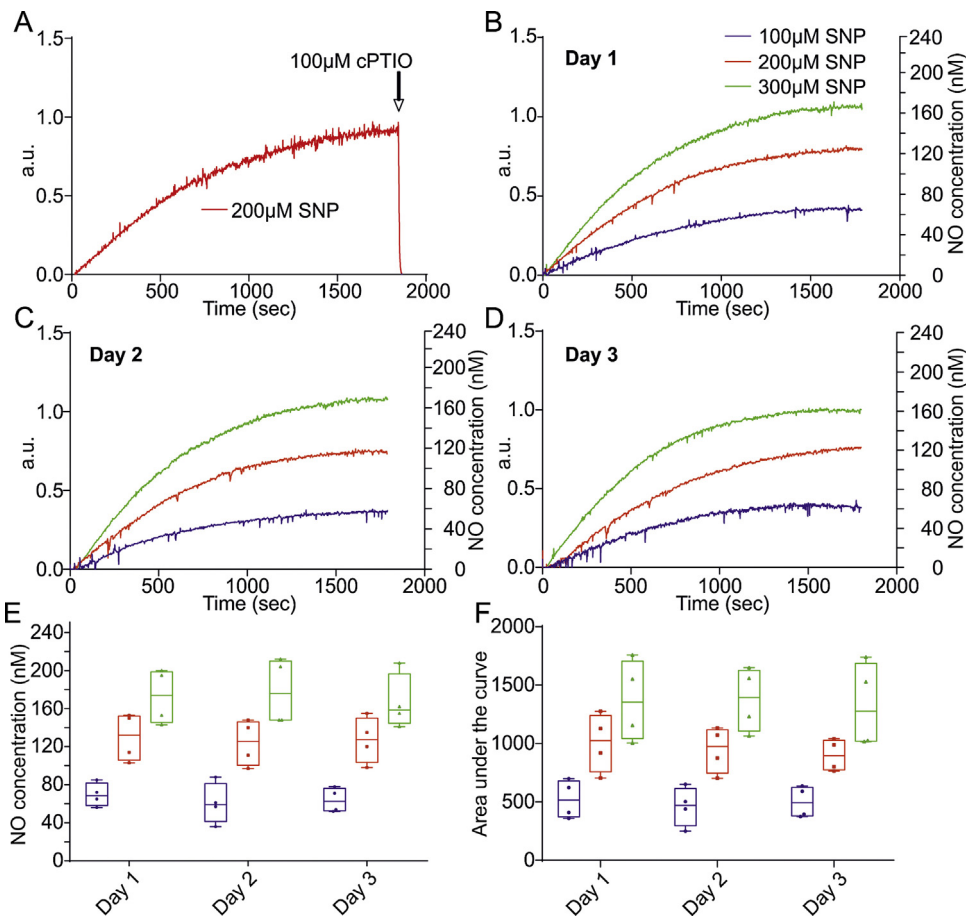 A
1.5
1.0
0.5
0.0
a.u.
100µM cPTIO
200µM SNP
0
500
1000
1500
2000
Time (sec)
B
1.5
1.0
0.5
0.0
a.u.
Day 1
100µM SNP
200µM SNP
300µM SNP
240
200
160
120
80
40
0
NO concentration (nM)
0
500
1000
1500
2000
Time (sec)
C
1.5
1.0
0.5
0.0
a.u.
Day 2
240
200
160
120
80
40
0
NO concentration (nM)
0
500
1000
1500
2000
Time (sec)
D
1.5
1.0
0.5
0.0
a.u.
Day 3
240
200
160
120
80
40
0
NO concentration (nM)
0
500
1000
1500
2000
Time (sec)
E
240
200
160
120
80
40
0
NO concentration (nM)
Day 1
Day 2
Day 3
F
2000
1500
1000
500
0
Area under the curve
Day 1
Day 2
Day 3